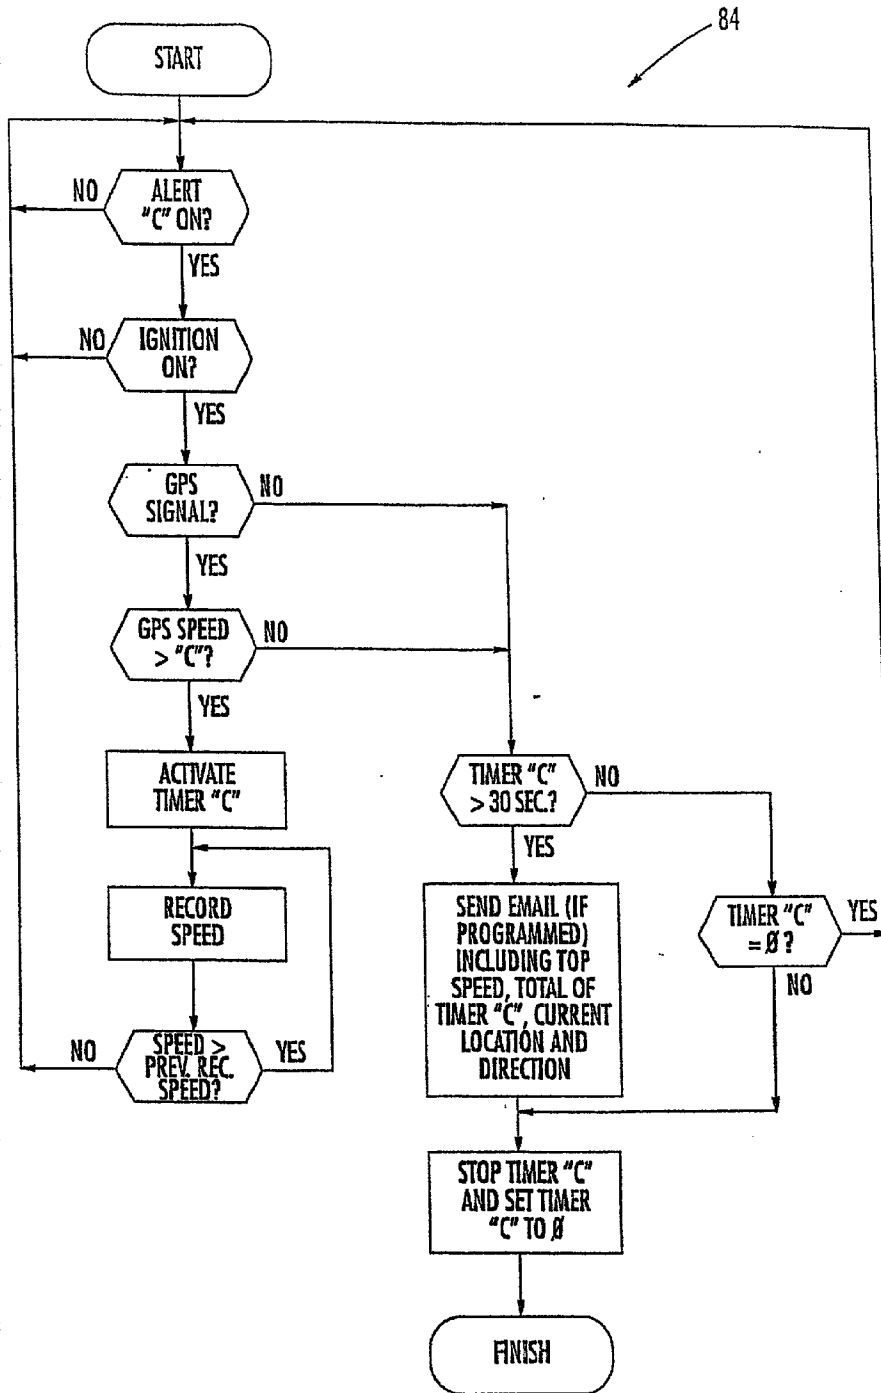 84
START
NO
ALERT
"C" ON?
YES
NO
IGNITION
ON?
YES
GPS
SIGNAL?
NO
YES
GPS SPEED
> "C"?
NO
YES
ACTIVATE
TIMER "C"
TIMER "C"
> 30 SEC.?
NO
YES
RECORD
SPEED
SEND EMAIL (IF
PROGRAMMED)
INCLUDING TOP
SPEED, TOTAL OF
TIMER "C", CURRENT
LOCATION AND
DIRECTION
TIMER "C"
= Ø ?
YES
NO
NO
SPEED >
PREV. REC.
SPEED?
YES
STOP TIMER "C"
AND SET TIMER
"C" TO Ø
FINISH